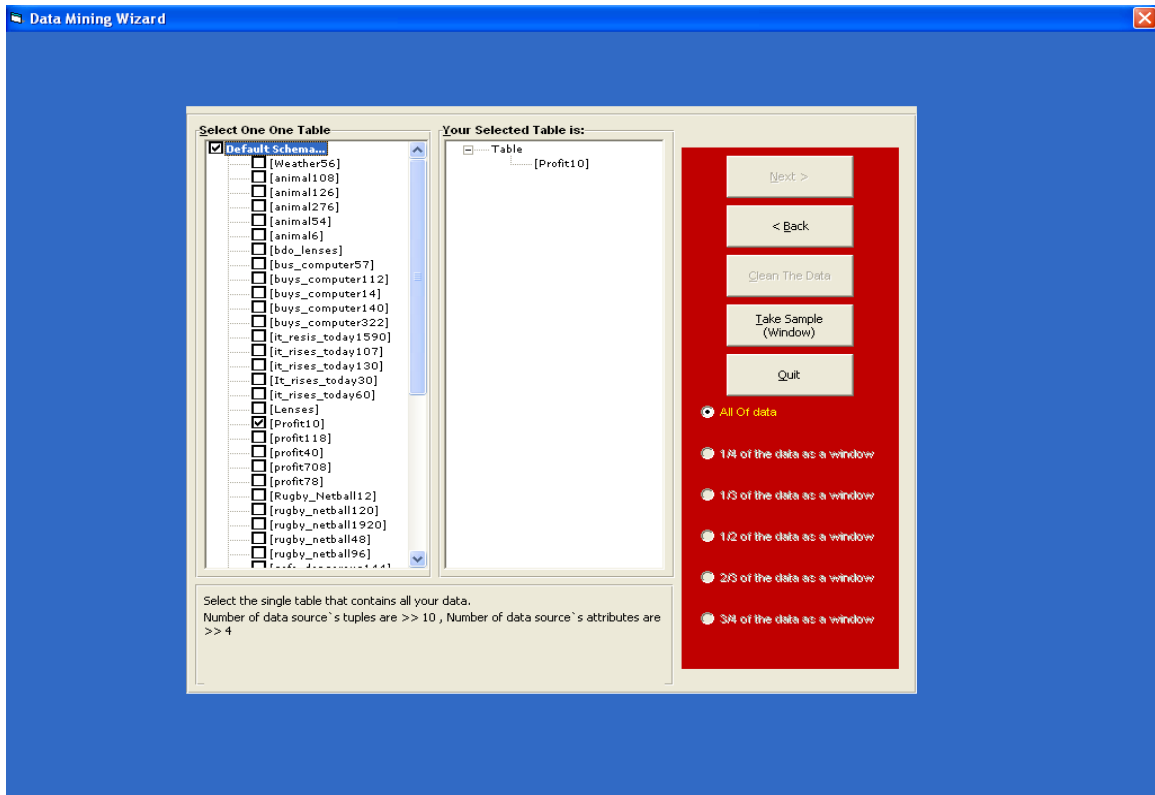 Data Mining Wizard
Select One One Table
Default Schema...
[Weather56]
[animal108]
[animal126]
[animal276]
[animal54]
[animal6]
[bdo_lenses]
[bus_computer57]
[buys_computer112]
[buys_computer14]
[buys_computer140]
[buys_computer322]
[it_resis_today1590]
[it_rises_today107]
[it_rises_today130]
[It_rises_today30]
[it_rises_today60]
[Lenses]
[Profit10]
[profit118]
[profit40]
[profit708]
[profit78]
[Rugby_Netball12]
[rugby_netball120]
[rugby_netball1920]
[rugby_netball48]
[rugby_netball96]
Your Selected Table is:
Table
[Profit10]
Next >
< Back
Clean The Data
Take Sample
(Window)
Quit
All Of data
1/4 of the data as a window
1/3 of the data as a window
1/2 of the data as a window
2/3 of the data as a window
3/4 of the data as a window
Select the single table that contains all your data.
Number of data source`s tuples are >> 10 , Number of data source`s attributes are
>> 4